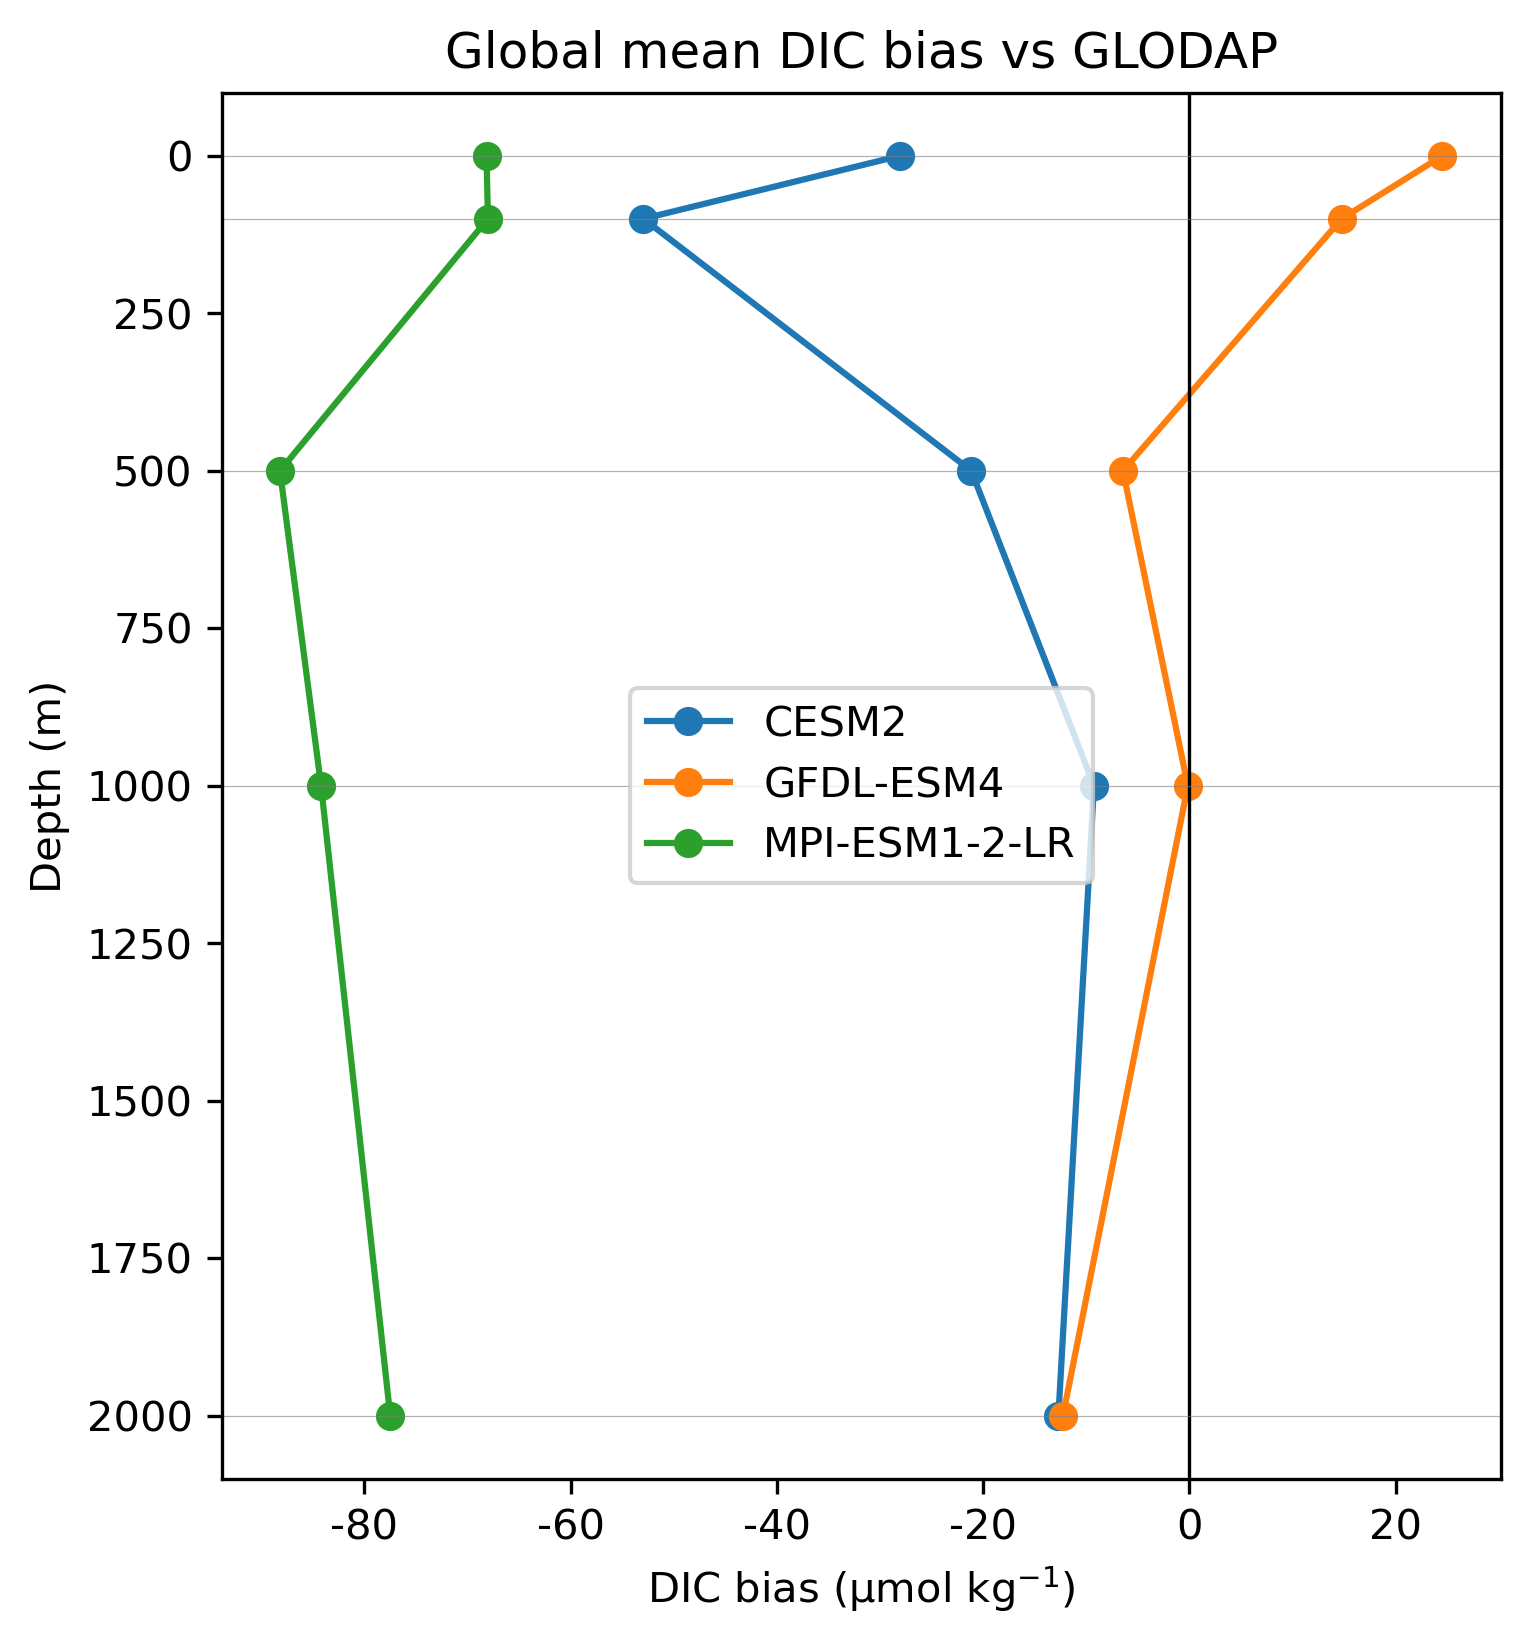 Global mean DIC bias vs GLODAP
0
250
500
750
1000
1250
1500
1750
2000
Depth (m)
CESM2
GFDL-ESM4
MPI-ESM1-2-LR
-80 -60 -40 -20 0 20
DIC bias (μmol kg⁻¹)